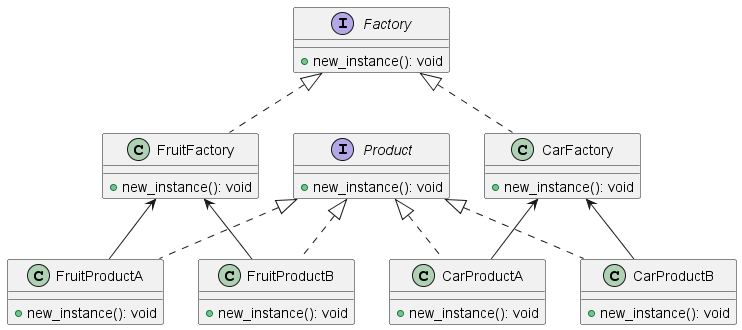 I Factory
new_instance(): void
C FruitFactory
new_instance(): void
I Product
new_instance(): void
C CarFactory
new_instance(): void
C FruitProductA
new_instance(): void
C FruitProductB
new_instance(): void
C CarProductA
new_instance(): void
C CarProductB
new_instance(): void